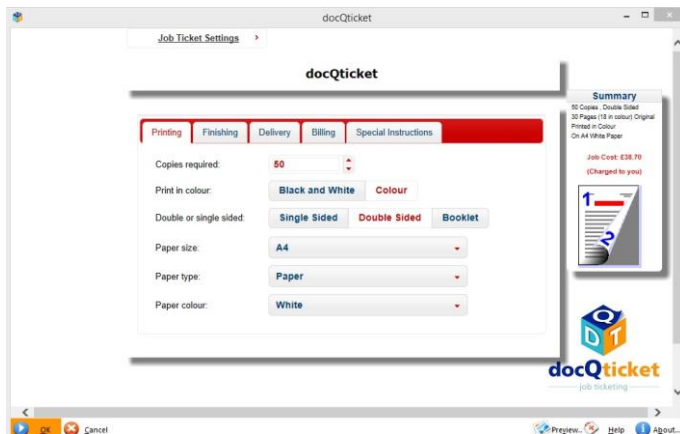 docQticket
Job Ticket Settings >
docQticket
Printing Finishing Delivery Billing Special Instructions
Copies required: 50
Print in colour: Black and White Colour
Double or single sided: Single Sided Double Sided Booklet
Paper size: A4
Paper type: Paper
Paper colour: White
Summary
50 Copies , Double Sided
30 Pages (18 in colour) Original
Printed in Colour
On A4 White Paper
Job Cost: £38.70
(Charged to you)
1
2
Q
D T
docQticket
job ticketing
OK Cancel Preview... Help About...